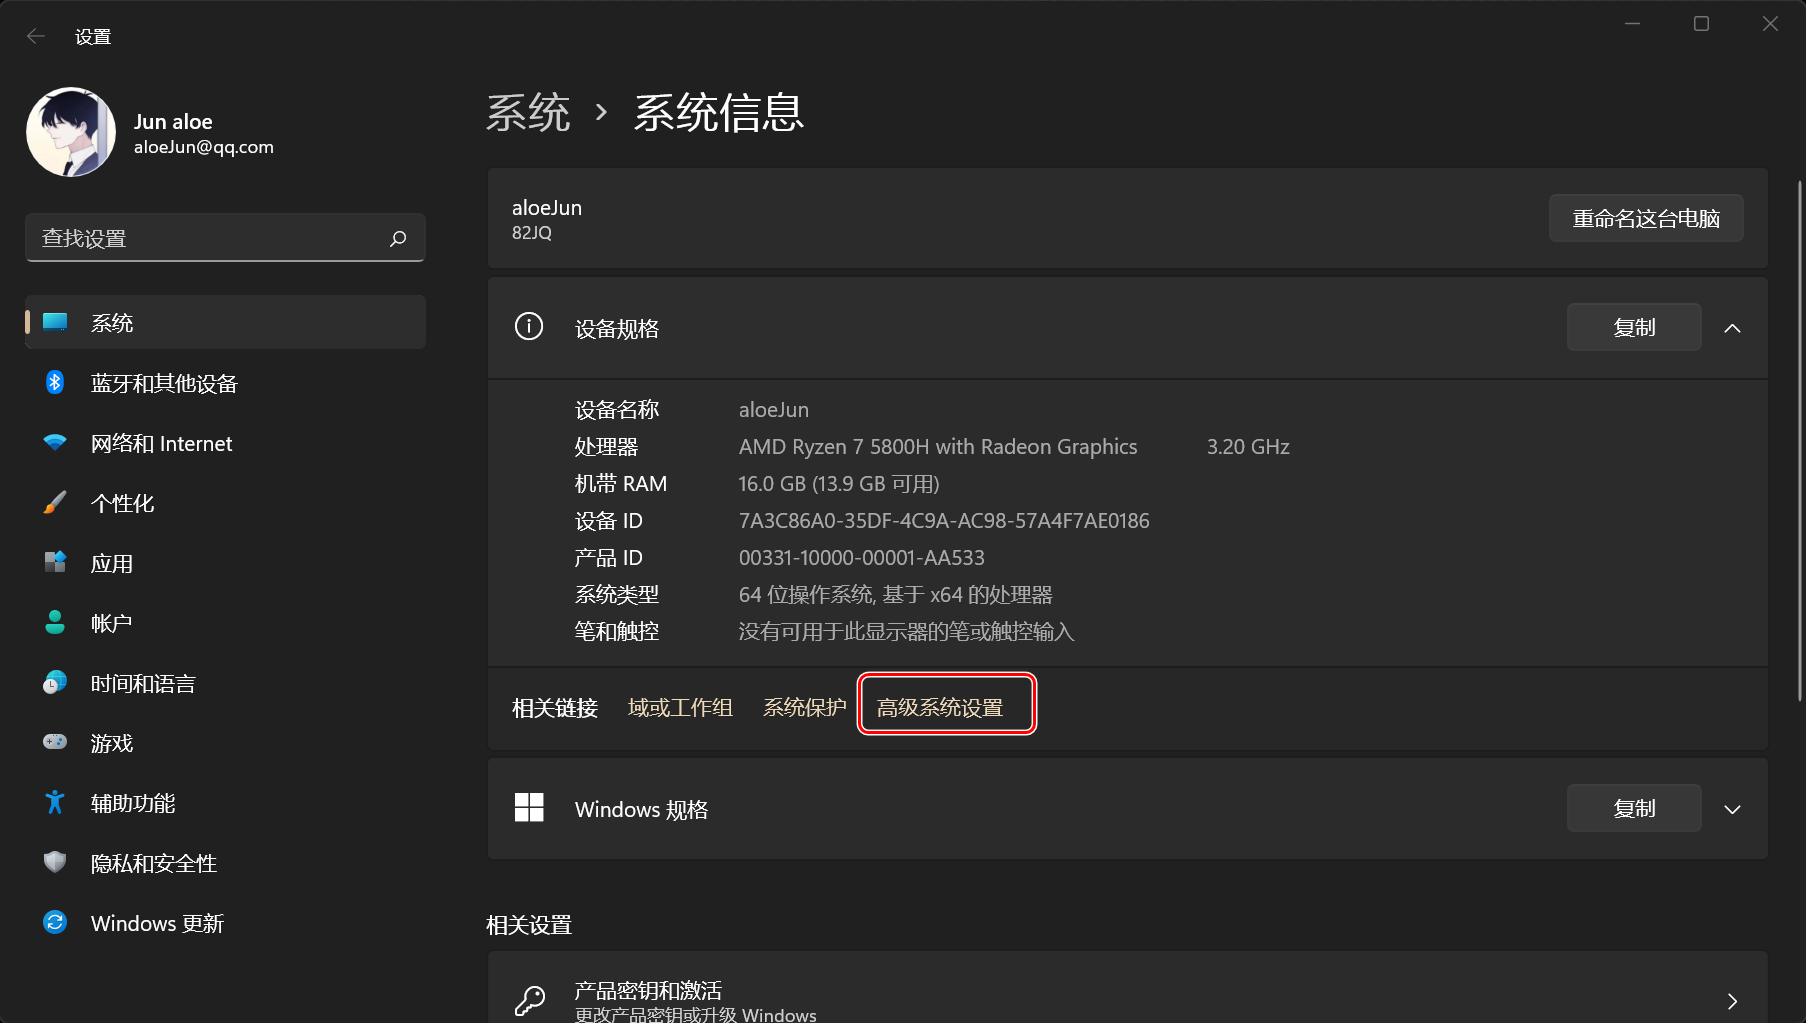 设置
Jun aloe
aloeJun@qq.com
查找设置
系统
蓝牙和其他设备
网络和 Internet
个性化
应用
帐户
时间和语言
游戏
辅助功能
隐私和安全性
Windows 更新
系统 › 系统信息
aloeJun
82JQ
重命名这台电脑
设备规格
复制
设备名称 aloeJun
处理器 AMD Ryzen 7 5800H with Radeon Graphics 3.20 GHz
机带 RAM 16.0 GB (13.9 GB 可用)
设备 ID 7A3C86A0-35DF-4C9A-AC98-57A4F7AE0186
产品 ID 00331-10000-00001-AA533
系统类型 64 位操作系统, 基于 x64 的处理器
笔和触控 没有可用于此显示器的笔或触控输入
相关链接 域或工作组 系统保护 高级系统设置
Windows 规格
复制
相关设置
产品密钥和激活
更改产品密钥或升级 Windows